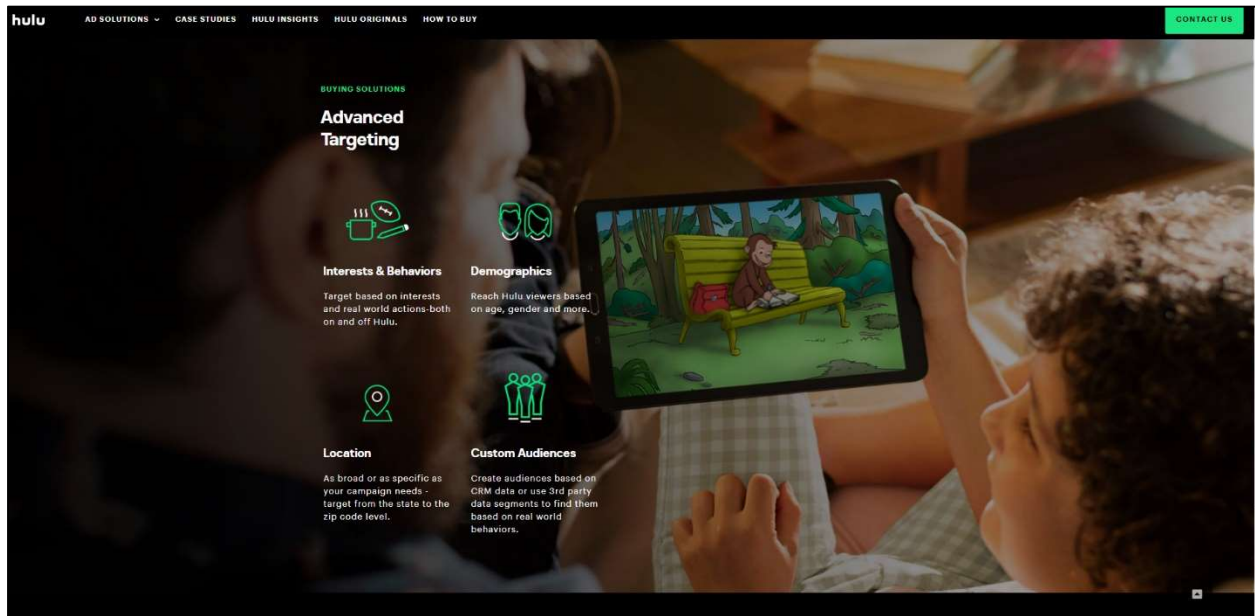 hulu
AD SOLUTIONS
CASE STUDIES
HULU INSIGHTS
HULU ORIGINALS
HOW TO BUY
CONTACT US
BUYING SOLUTIONS
Advanced
Targeting
Interests & Behaviors
Target based on interests
and real world actions-both
on and off Hulu.
Demographics
Reach Hulu viewers based
on age, gender and more.
Location
As broad or as specific as
your campaign needs -
target from the state to the
zip code level.
Custom Audiences
Create audiences based on
CRM data or use 3rd party
data segments to find them
based on real world
behaviors.